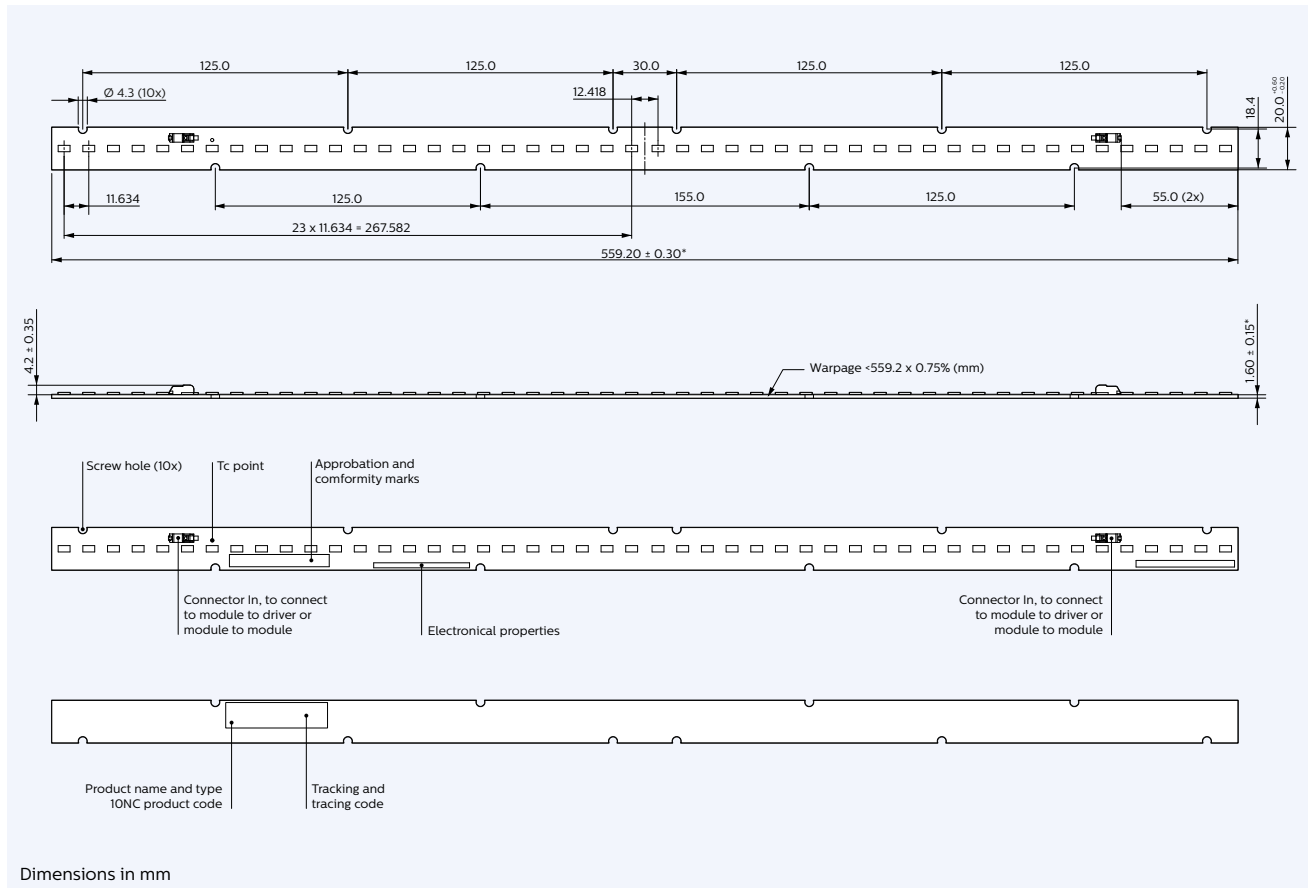 125.0
125.0
30.0
125.0
125.0
Ø 4.3 (10x)
12.418
18.4
20.0 +0.60 -0.20
11.634
125.0
155.0
125.0
55.0 (2x)
23 x 11.634 = 267.582
559.20 ± 0.30*
4.2 ± 0.35
Warpage <559.2 x 0.75% (mm)
1.60 ± 0.15*
Screw hole (10x)
Tc point
Approbation and
comformity marks
Connector In, to connect
to module to driver or
module to module
Electronical properties
Connector In, to connect
to module to driver or
module to module
Product name and type
10NC product code
Tracking and
tracing code
Dimensions in mm